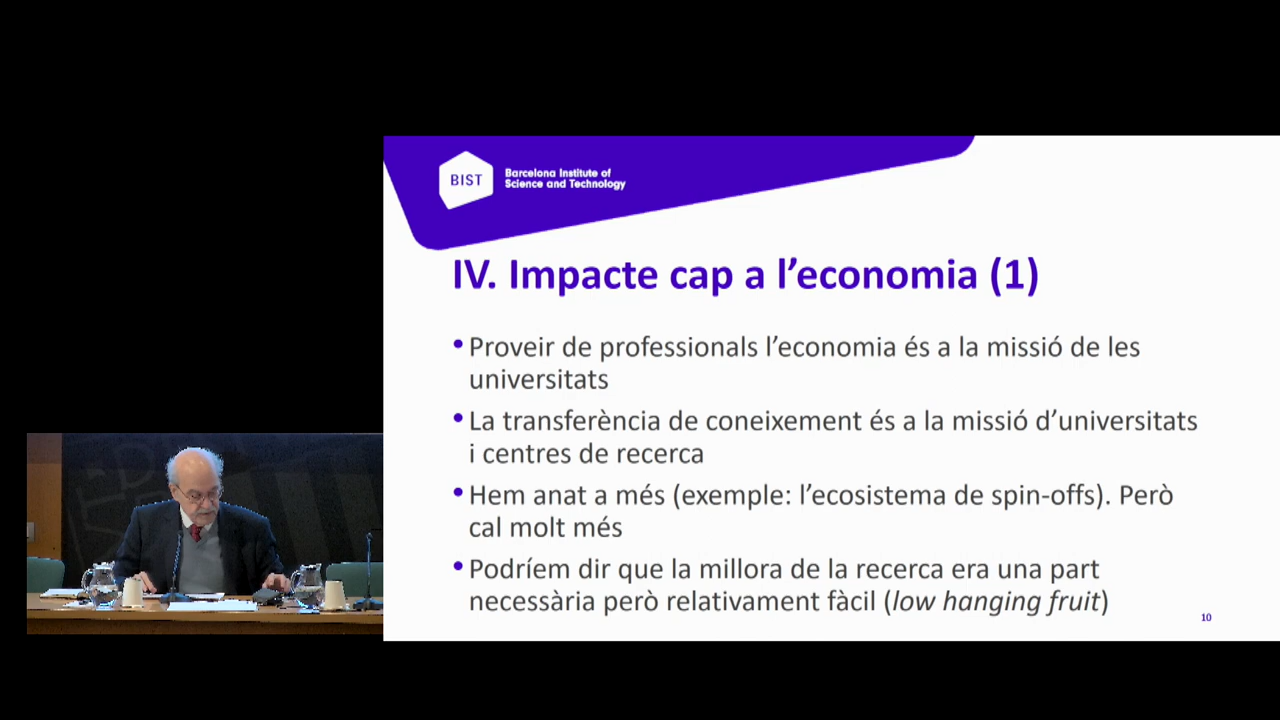 BIST
Barcelona Institute of
Science and Technology
IV. Impacte cap a l’economia (1)
•Proveir de professionals l’economia és a la missió de les
universitats
•La transferència de coneixement és a la missió d’universitats
i centres de recerca
•Hem anat a més (exemple: l’ecosistema de spin-offs). Però
cal molt més
•Podríem dir que la millora de la recerca era una part
necessària però relativament fàcil (low hanging fruit)
10